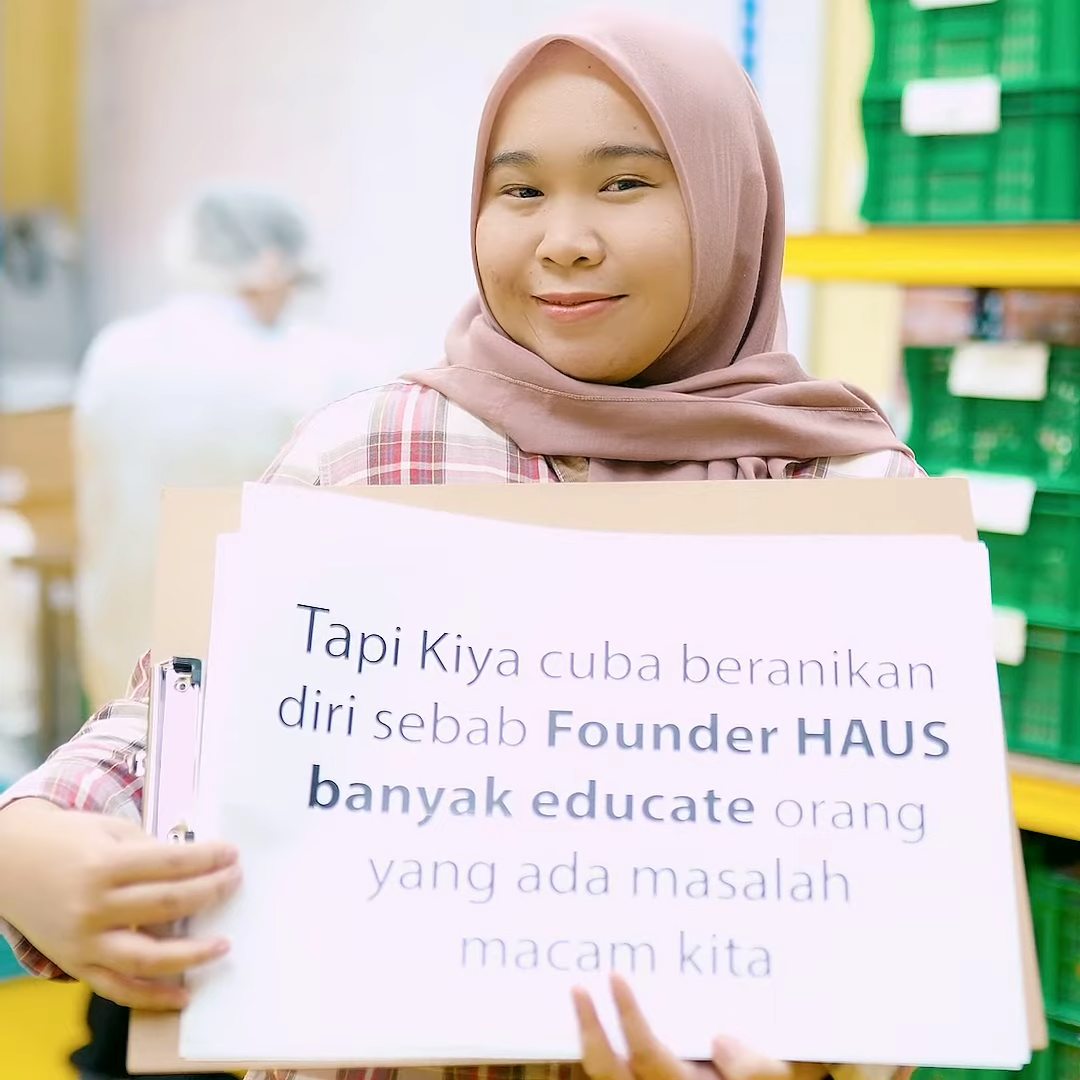 Tapi Kiya cuba beranikan
diri sebab Founder HAUS
banyak educate orang
yang ada masalah
macam kita